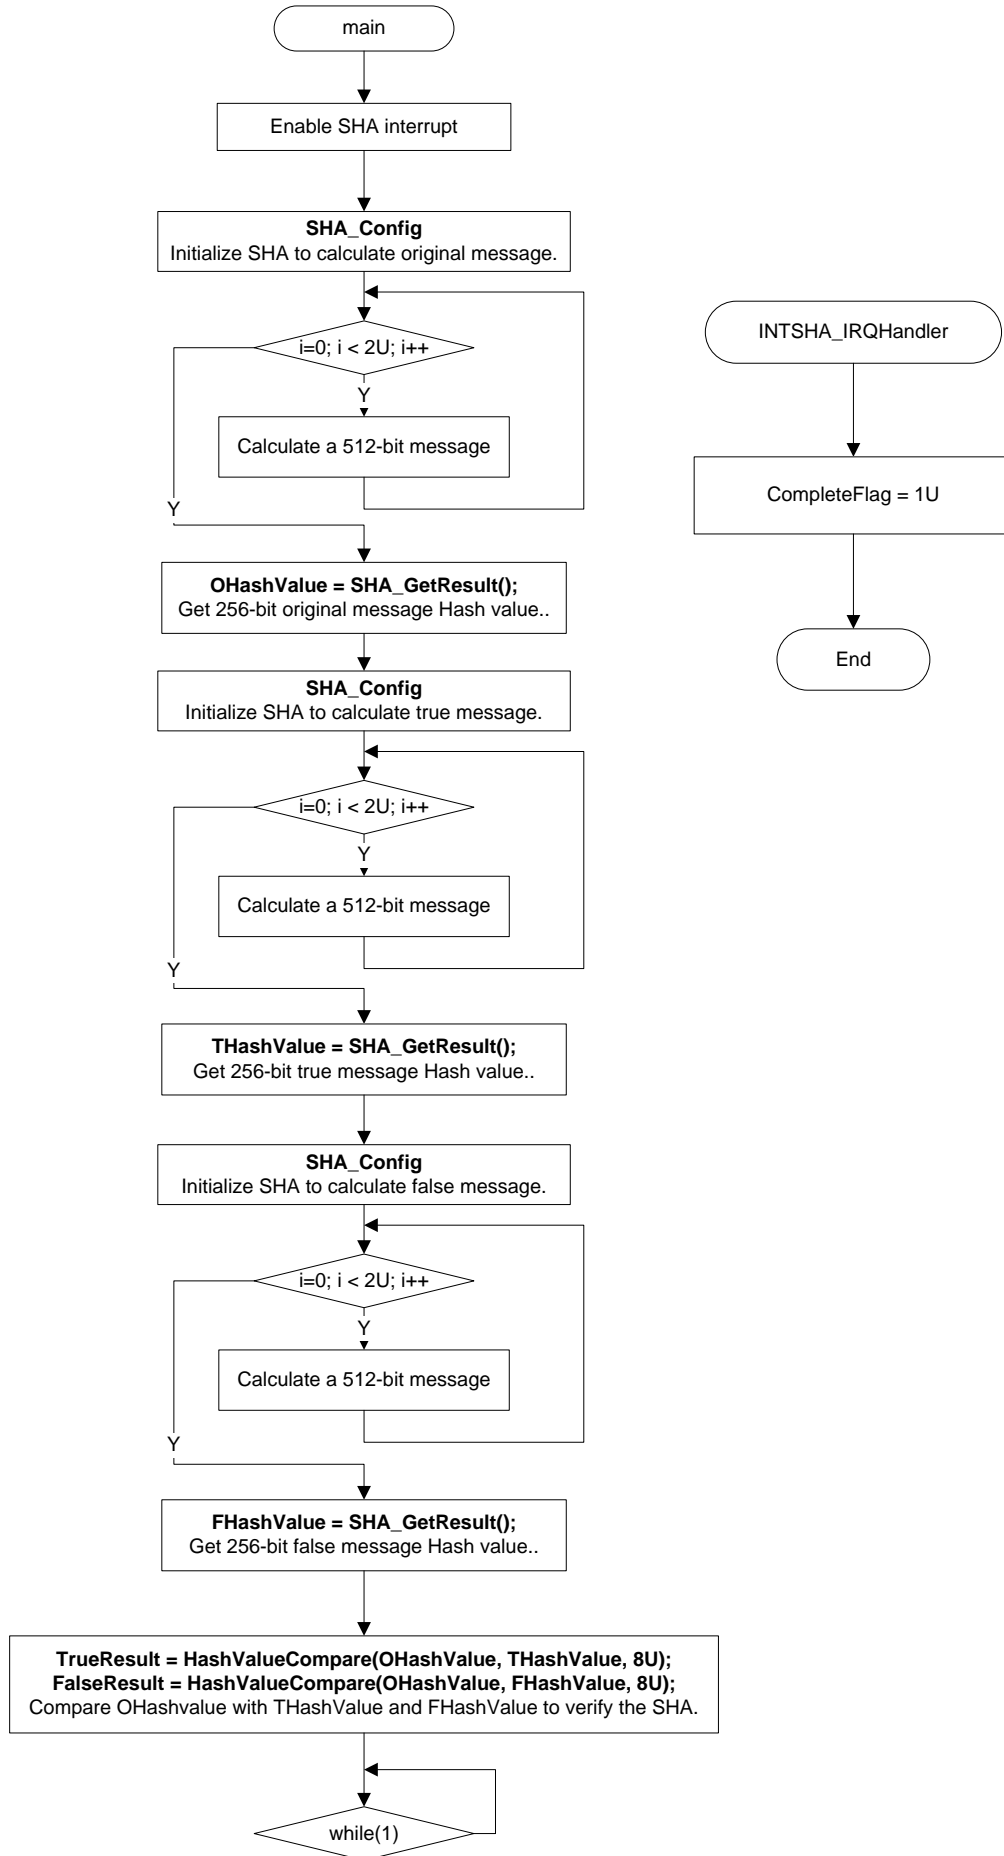 main
Enable SHA interrupt
SHA_Config
Initialize SHA to calculate original message.
i=0; i < 2U; i++
Y
Calculate a 512-bit message
Y
OHashValue = SHA_GetResult();
Get 256-bit original message Hash value..
SHA_Config
Initialize SHA to calculate true message.
i=0; i < 2U; i++
Y
Calculate a 512-bit message
Y
THashValue = SHA_GetResult();
Get 256-bit true message Hash value..
SHA_Config
Initialize SHA to calculate false message.
i=0; i < 2U; i++
Y
Calculate a 512-bit message
Y
FHashValue = SHA_GetResult();
Get 256-bit false message Hash value..
TrueResult = HashValueCompare(OHashValue, THashValue, 8U);
FalseResult = HashValueCompare(OHashValue, FHashValue, 8U);
Compare OHashvalue with THashValue and FHashValue to verify the SHA.
while(1)
INTSHA_IRQHandler
CompleteFlag = 1U
End